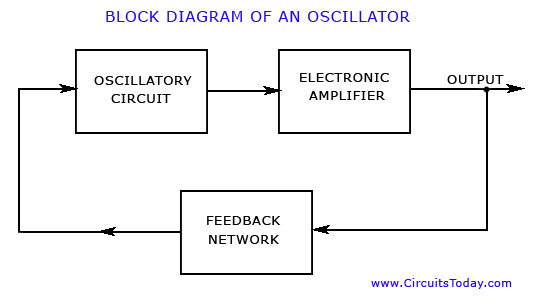 BLOCK DIAGRAM OF AN OSCILLATOR
OSCILLATORY
CIRCUIT
ELECTRONIC
AMPLIFIER
OUTPUT
FEEDBACK
NETWORK
www.CircuitsToday.com